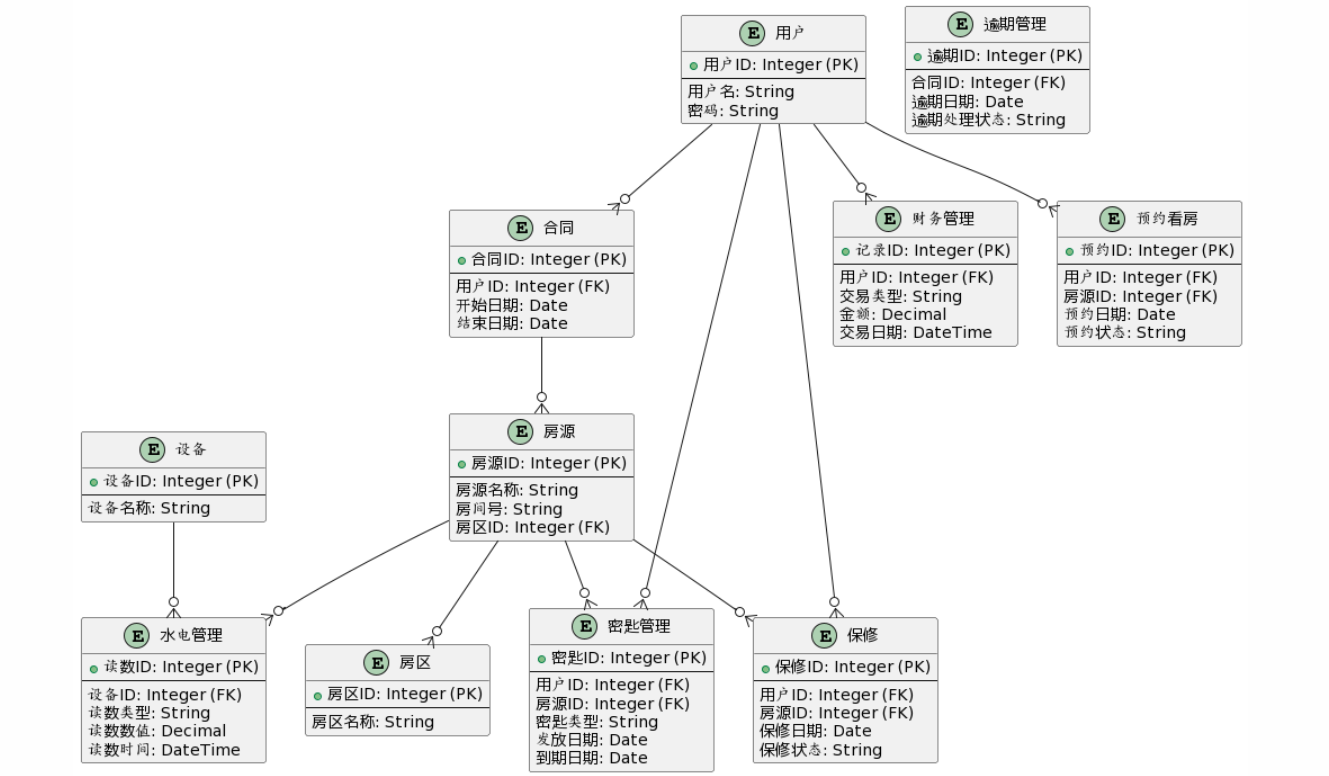 E 用户
用户ID: Integer (PK)
用户名: String
密码: String
E 逾期管理
逾期ID: Integer (PK)
合同ID: Integer (FK)
逾期日期: Date
逾期处理状态: String
E 合同
合同ID: Integer (PK)
用户ID: Integer (FK)
开始日期: Date
结束日期: Date
E 财务管理
记录ID: Integer (PK)
用户ID: Integer (FK)
交易类型: String
金额: Decimal
交易日期: DateTime
E 预约看房
预约ID: Integer (PK)
用户ID: Integer (FK)
房源ID: Integer (FK)
预约日期: Date
预约状态: String
E 设备
设备ID: Integer (PK)
设备名称: String
E 房源
房源ID: Integer (PK)
房源名称: String
房间号: String
房区ID: Integer (FK)
E 水电管理
读数ID: Integer (PK)
设备ID: Integer (FK)
读数类型: String
读数数值: Decimal
读数时间: DateTime
E 房区
房区ID: Integer (PK)
房区名称: String
E 密匙管理
密匙ID: Integer (PK)
用户ID: Integer (FK)
房源ID: Integer (FK)
密匙类型: String
发放日期: Date
到期日期: Date
E 保修
保修ID: Integer (PK)
用户ID: Integer (FK)
房源ID: Integer (FK)
保修日期: Date
保修状态: String